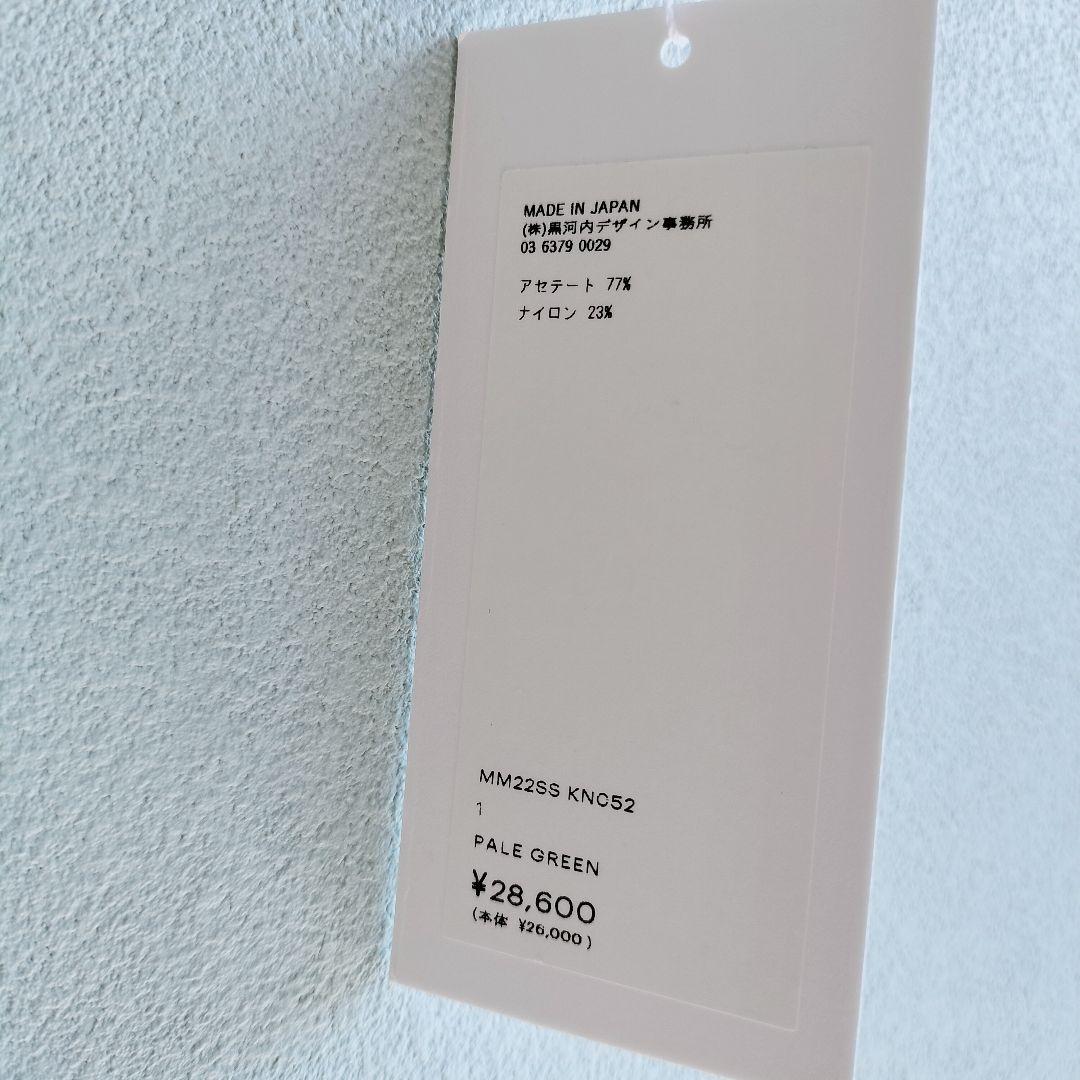 MADE IN JAPAN
(株)黒河内デザイン事務所
03 6379 0029
アセテート 77%
ナイロン 23%
MM22SS KNC52
1
PALE GREEN
¥28,600
(本体 ¥26,000)